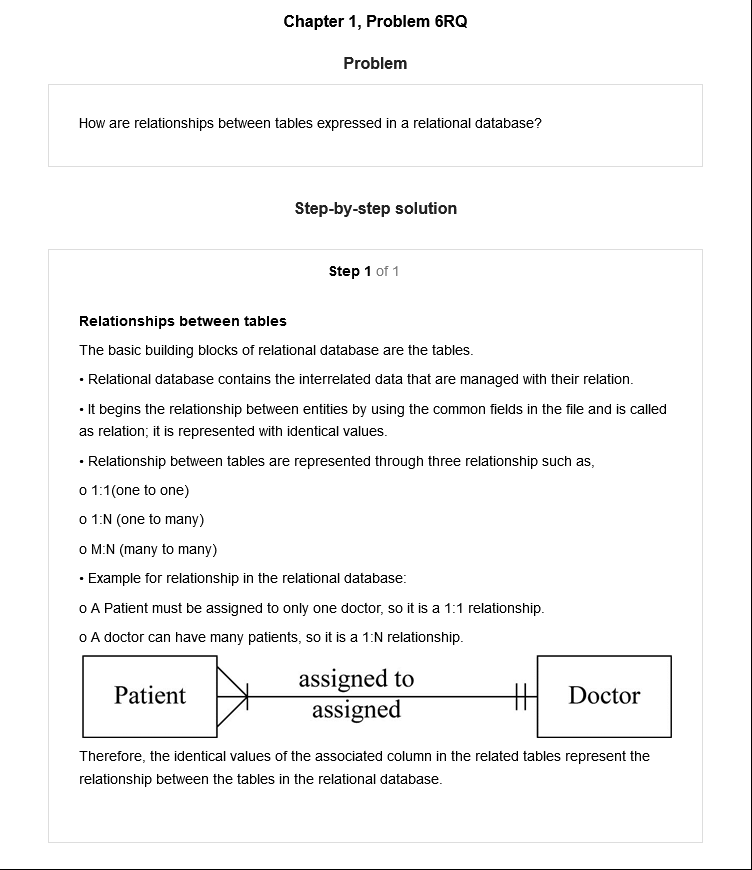 Chapter 1, Problem 6RQ
Problem
How are relationships between tables expressed in a relational database?
Step-by-step solution
Step 1 of 1
Relationships between tables
The basic building blocks of relational database are the tables.
• Relational database contains the interrelated data that are managed with their relation.
• It begins the relationship between entities by using the common fields in the file and is called
as relation; it is represented with identical values.
• Relationship between tables are represented through three relationship such as,
o 1:1(one to one)
o 1:N (one to many)
o M:N (many to many)
• Example for relationship in the relational database:
o A Patient must be assigned to only one doctor, so it is a 1:1 relationship.
o A doctor can have many patients, so it is a 1:N relationship.
Patient
assigned to
assigned
Doctor
Therefore, the identical values of the associated column in the related tables represent the
relationship between the tables in the relational database.